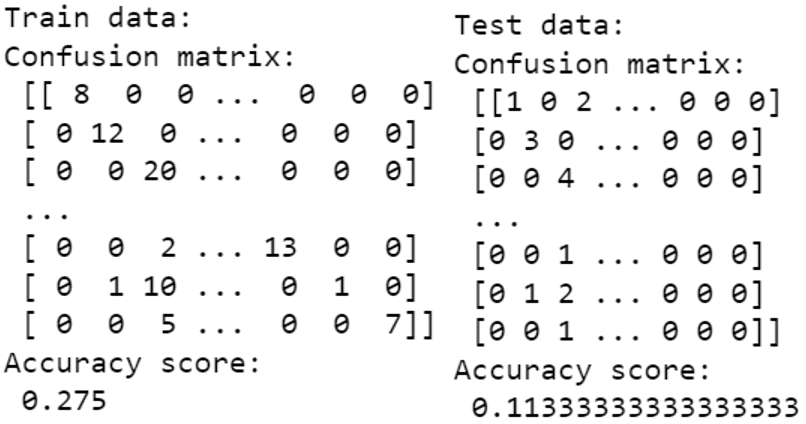 Train data:
Confusion matrix:
[[ 8 0 0 ... 0 0 0]
[ 0 12 0 ... 0 0 0]
[ 0 0 20 ... 0 0 0]
...
[ 0 0 2 ... 13 0 0]
[ 0 1 10 ... 0 1 0]
[ 0 0 5 ... 0 0 7]]
Accuracy score:
0.275
Test data:
Confusion matrix:
[[1 0 2 ... 0 0 0]
[0 3 0 ... 0 0 0]
[0 0 4 ... 0 0 0]
...
[0 0 1 ... 0 0 0]
[0 1 2 ... 0 0 0]
[0 0 1 ... 0 0 0]]
Accuracy score:
0.11333333333333333